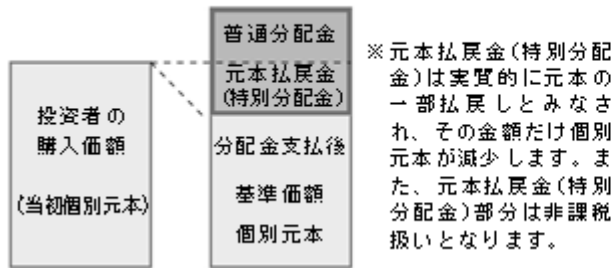 投資者の
購入価額
(当初個別元本)
普通分配金
元本払戻金
(特別分配金)
分配金支払後
基準価額
個別元本
※元本払戻金(特別分配
金)は実質的に元本の
一部払戻しとみなさ
れ、その金額だけ個別
元本が減少します。ま
た、元本払戻金(特別
分配金)部分は非課税
扱いとなります。